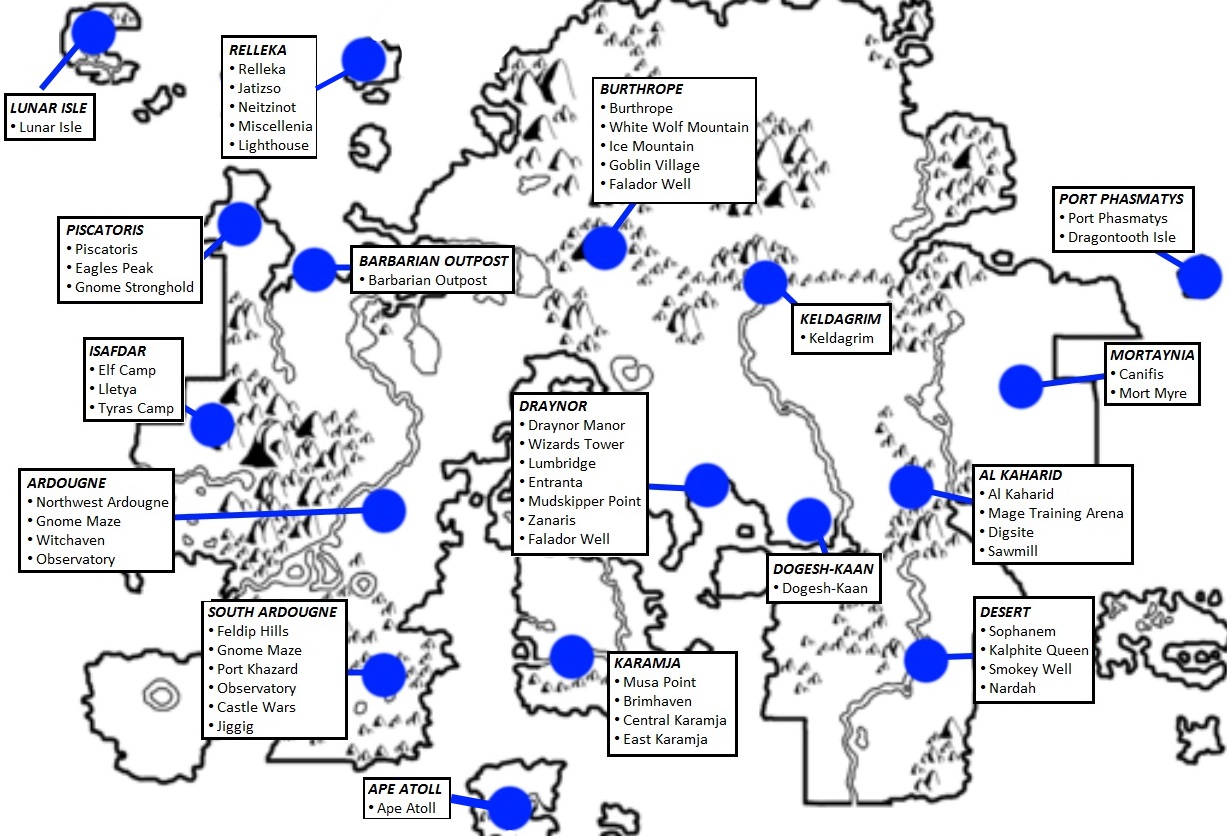 LUNAR ISLE
• Lunar Isle
RELLEKA
• Relleka
• Jatizso
• Neitzinot
• Miscellenia
• Lighthouse
BURTHROPE
• Burthrope
• White Wolf Mountain
• Ice Mountain
• Goblin Village
• Falador Well
PISCATORIS
• Piscatoris
• Eagles Peak
• Gnome Stronghold
BARBARIAN OUTPOST
• Barbarian Outpost
PORT PHASMATYS
• Port Phasmatys
• Dragontooth Isle
KELDAGRIM
• Keldagrim
ISAFDAR
• Elf Camp
• Lletya
• Tyras Camp
MORTAYNIA
• Canifis
• Mort Myre
DRAYNOR
• Draynor Manor
• Wizards Tower
• Lumbridge
• Entranta
• Mudskipper Point
• Zanaris
• Falador Well
ARDOUGNE
• Northwest Ardougne
• Gnome Maze
• Witchaven
• Observatory
AL KAHARID
• Al Kaharid
• Mage Training Arena
• Digsite
• Sawmill
DOGESH-KAAN
• Dogesh-Kaan
SOUTH ARDOUGNE
• Feldip Hills
• Gnome Maze
• Port Khazard
• Observatory
• Castle Wars
• Jiggig
KARAMJA
• Musa Point
• Brimhaven
• Central Karamja
• East Karamja
DESERT
• Sophanem
• Kalphite Queen
• Smokey Well
• Nardah
APE ATOLL
• Ape Atoll